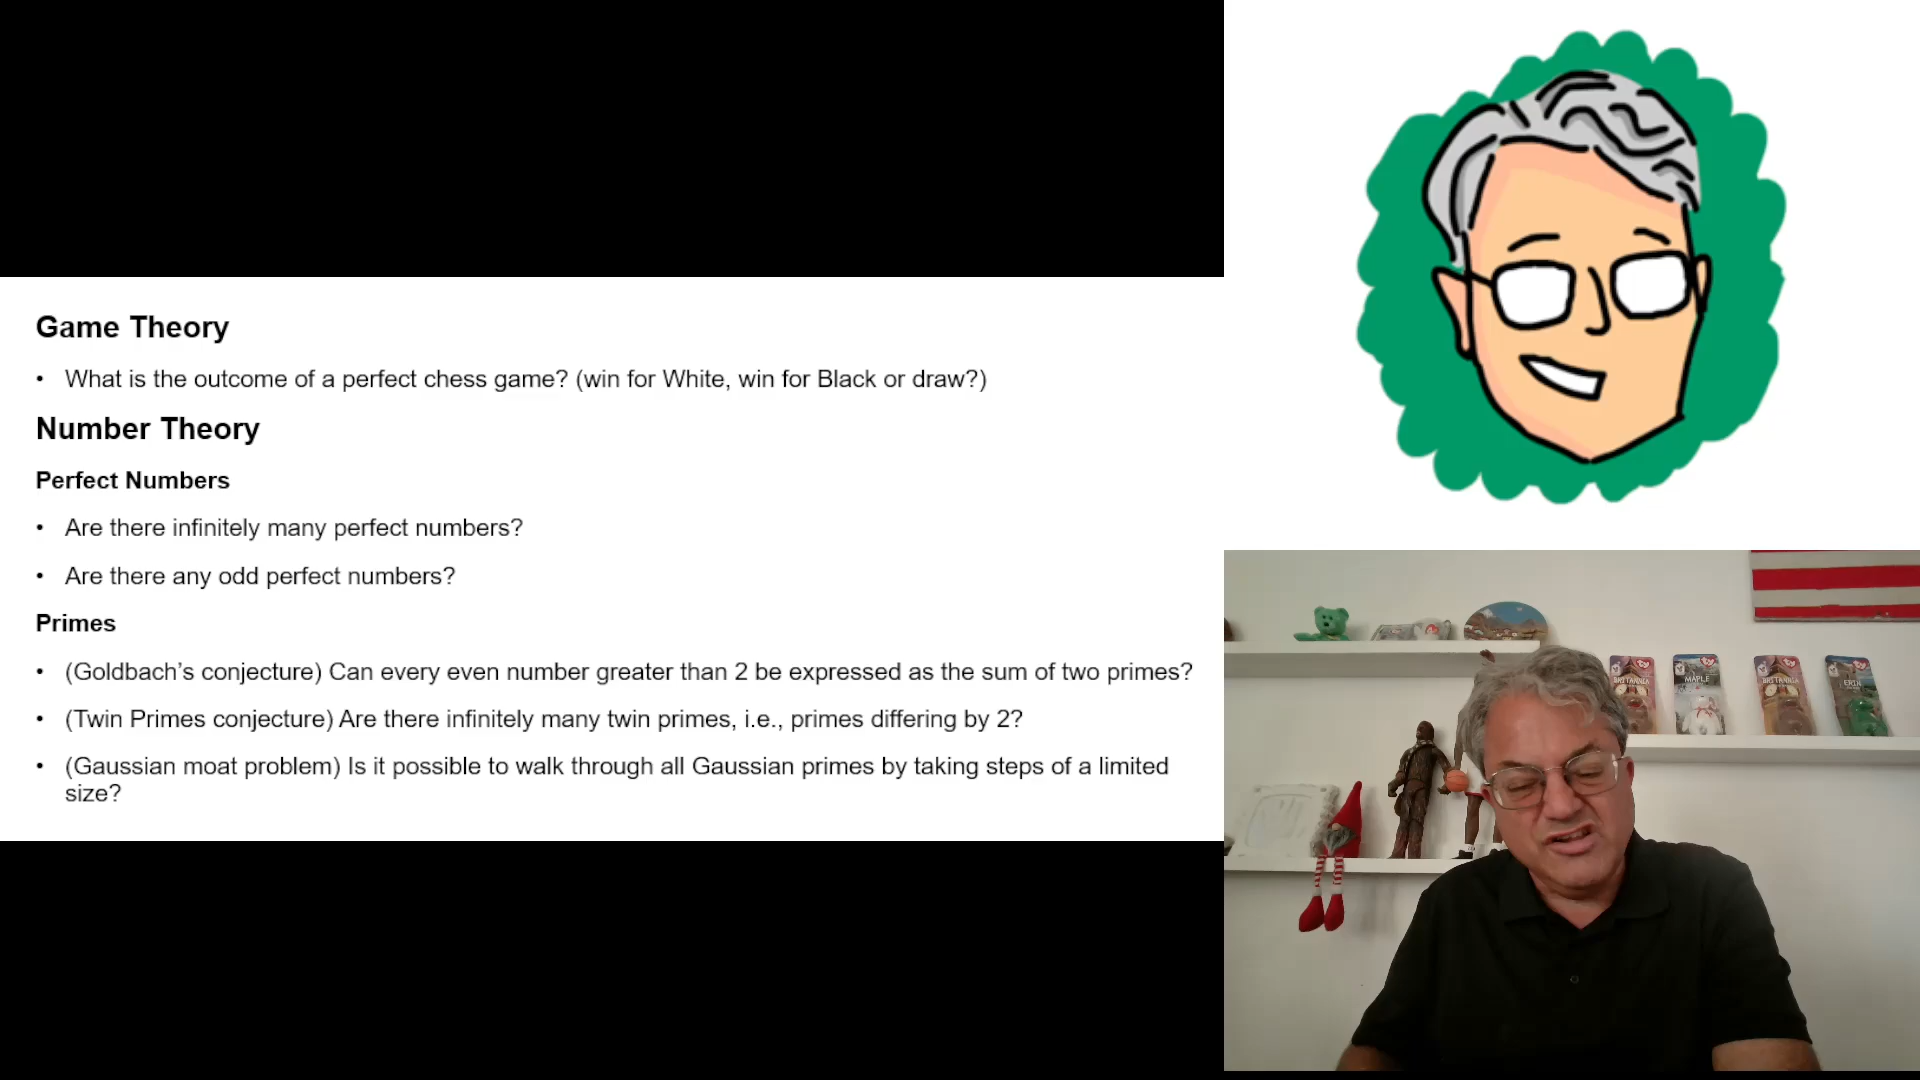 Game Theory
• What is the outcome of a perfect chess game? (win for White, win for Black or draw?)
Number Theory
Perfect Numbers
• Are there infinitely many perfect numbers?
• Are there any odd perfect numbers?
Primes
• (Goldbach’s conjecture) Can every even number greater than 2 be expressed as the sum of two primes?
• (Twin Primes conjecture) Are there infinitely many twin primes, i.e., primes differing by 2?
• (Gaussian moat problem) Is it possible to walk through all Gaussian primes by taking steps of a limited
size?
BRITANNIA
MAPLE
BRITANNIA
ERIN